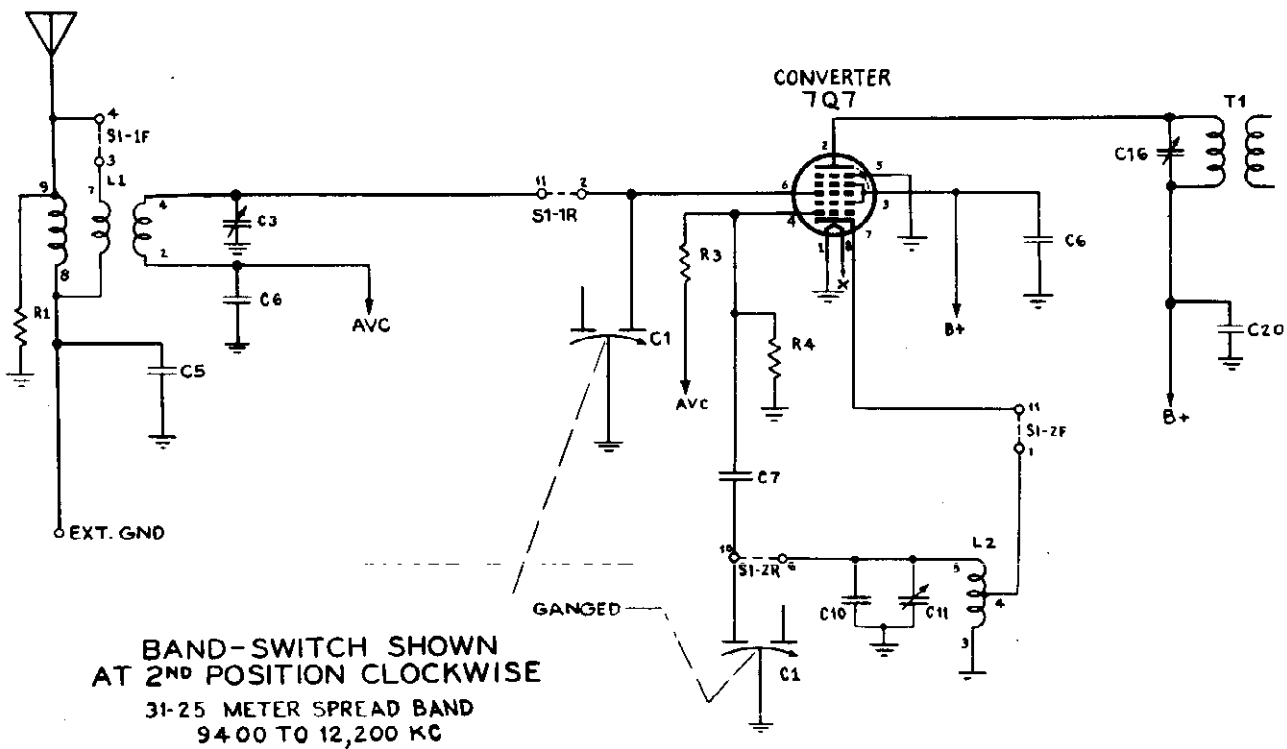 CONVERTER
7Q7
T1
4
S1-1F
3
2
5
C16
9
7
L1
4
11
2
6
3
S1-1R
4
C3
7
1
8
8
2
R3
X
C6
C6
R1
AVC
B+
C20
C1
R4
C5
AVC
B+
11
S1-2F
1
C7
EXT. GND
10
S1-2R
6
L2
5
C10
C11
4
GANGED
3
C1
BAND-SWITCH SHOWN
AT 2ND POSITION CLOCKWISE
31-25 METER SPREAD BAND
9400 TO 12,200 KC